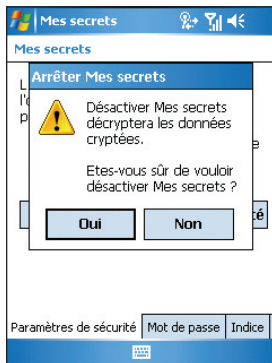 Mes secrets
Mes secrets
Arrêter Mes secrets
Désactiver Mes secrets
décryptera les données
cryptées.
Etes-vous sûr de vouloir
désactiver Mes secrets ?
Oui
Non
Paramètres de sécurité
Mot de passe
Indice